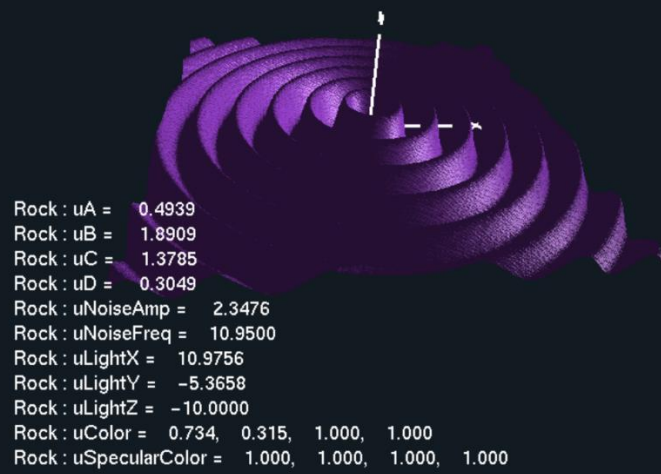 Rock : uA = 0.4939
Rock : uB = 1.8909
Rock : uC = 1.3785
Rock : uD = 0.3049
Rock : uNoiseAmp = 2.3476
Rock : uNoiseFreq = 10.9500
Rock : uLightX = 10.9756
Rock : uLightY = −5.3658
Rock : uLightZ = −10.0000
Rock : uColor = 0.734, 0.315, 1.000, 1.000
Rock : uSpecularColor = 1.000, 1.000, 1.000, 1.000